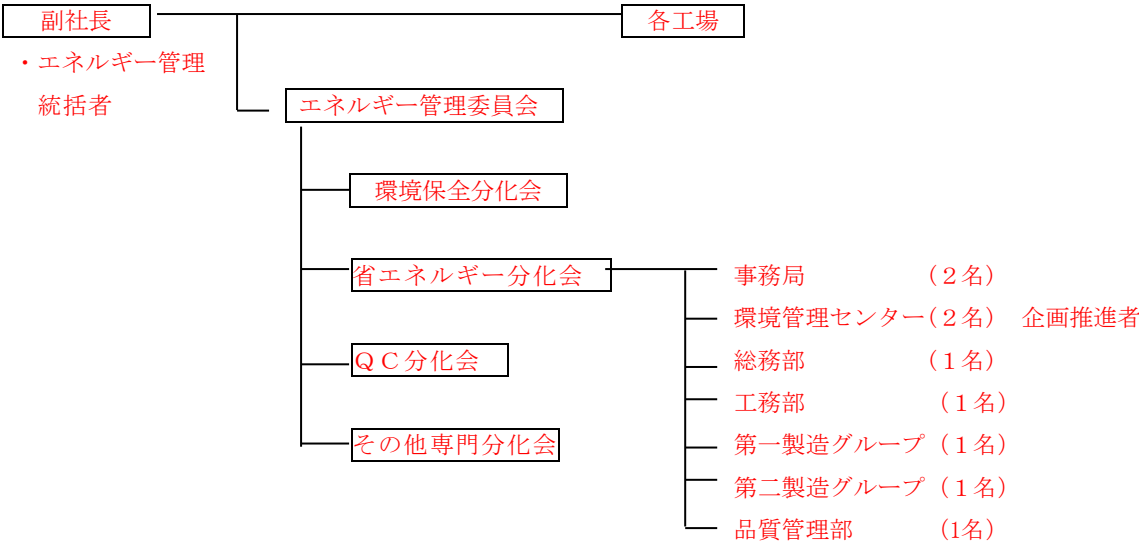 副社長
各工場
・エネルギー管理
統括者
エネルギー管理委員会
環境保全分化会
省エネルギー分化会
事務局 (２名)
環境管理センター(２名) 企画推進者
総務部 (１名)
QC分化会
工務部 (１名)
その他専門分化会
第一製造グループ (１名)
第二製造グループ (１名)
品質管理部 (1名)